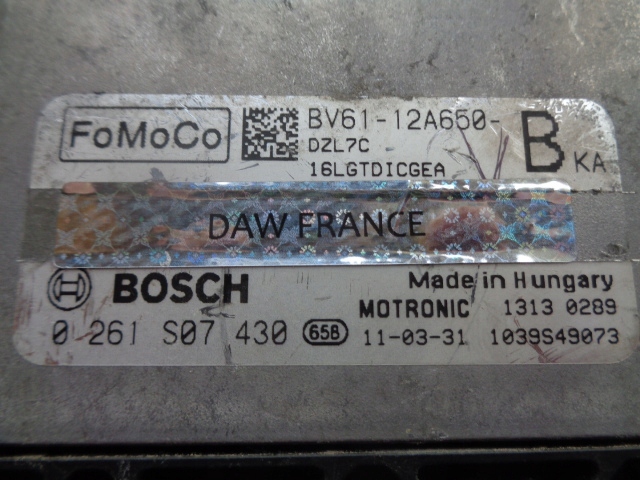 FoMoCo BV61-12A650- B KA
DZL7C
16LGTDICGEA
DAW FRANCE
BOSCH Made in Hungary
MOTRONIC 1313 0289
0 261 S07 430 65B 11-03-31 1039S49073